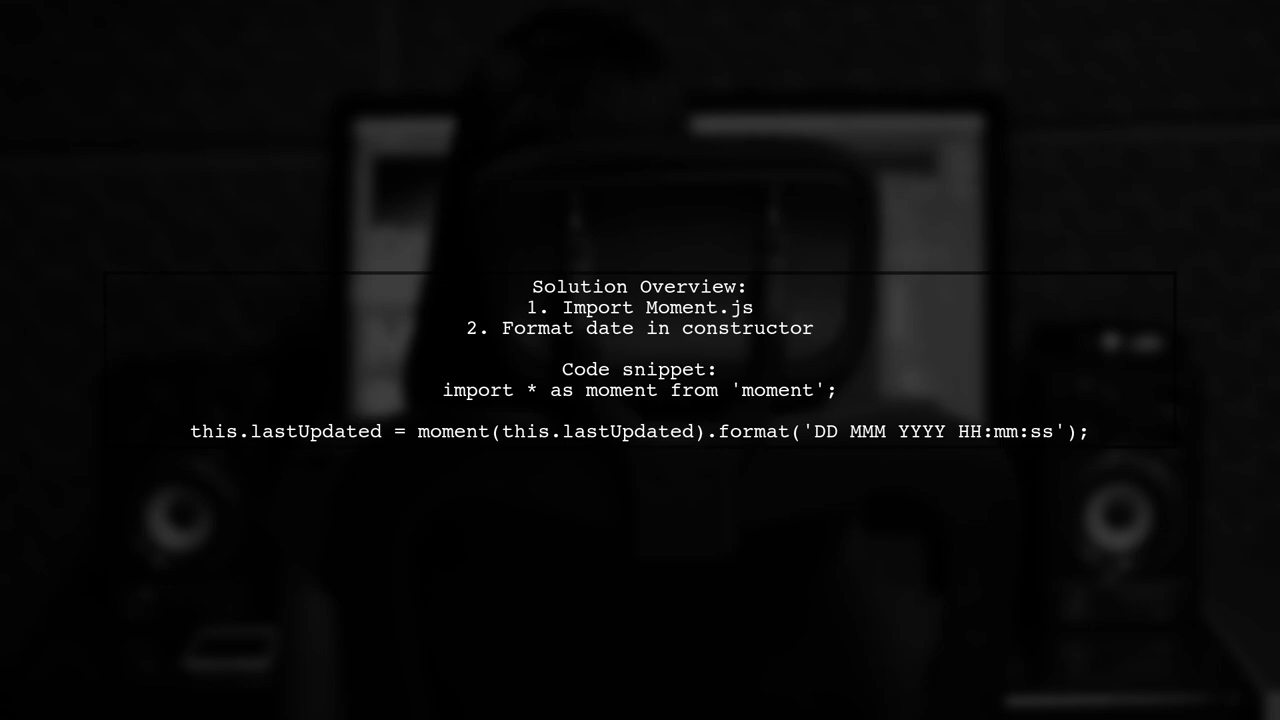 Solution Overview:
1. Import Moment.js
2. Format date in constructor
Code snippet:
import * as moment from 'moment';
this.lastUpdated = moment(this.lastUpdated).format('DD MMM YYYY HH:mm:ss');